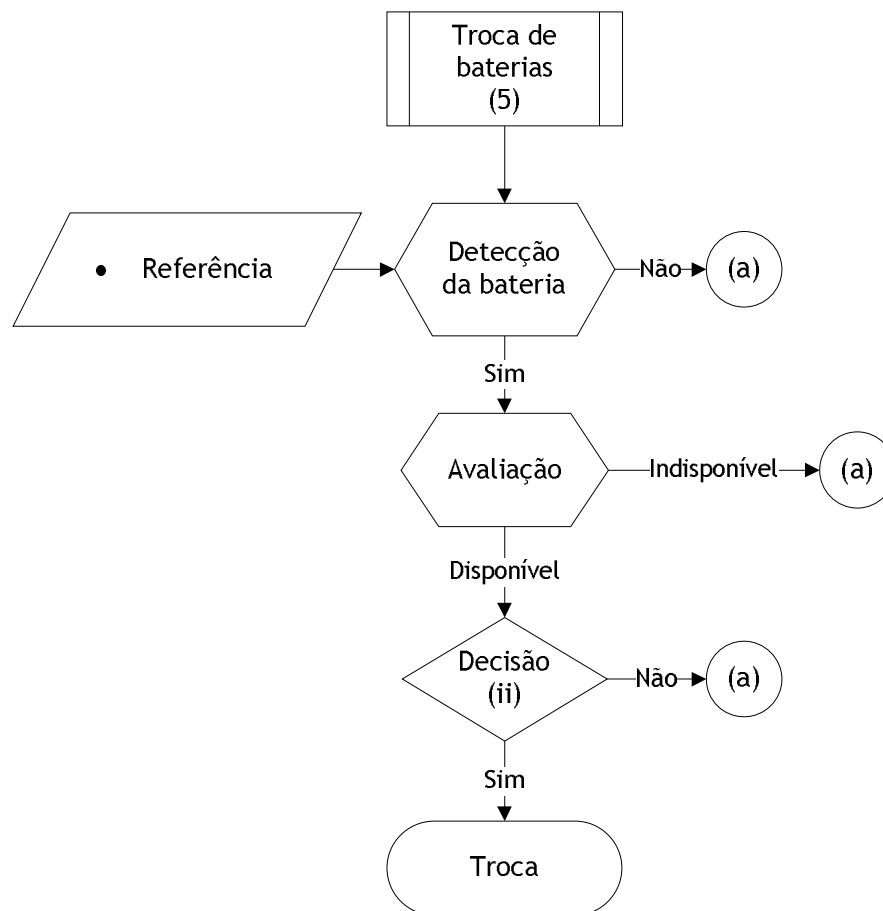 Troca de
baterias
(5)
• Referência
Detecção
da bateria
Não
(a)
Sim
Avaliação
Indisponível
(a)
Disponível
Decisão
(ii)
Não
(a)
Sim
Troca